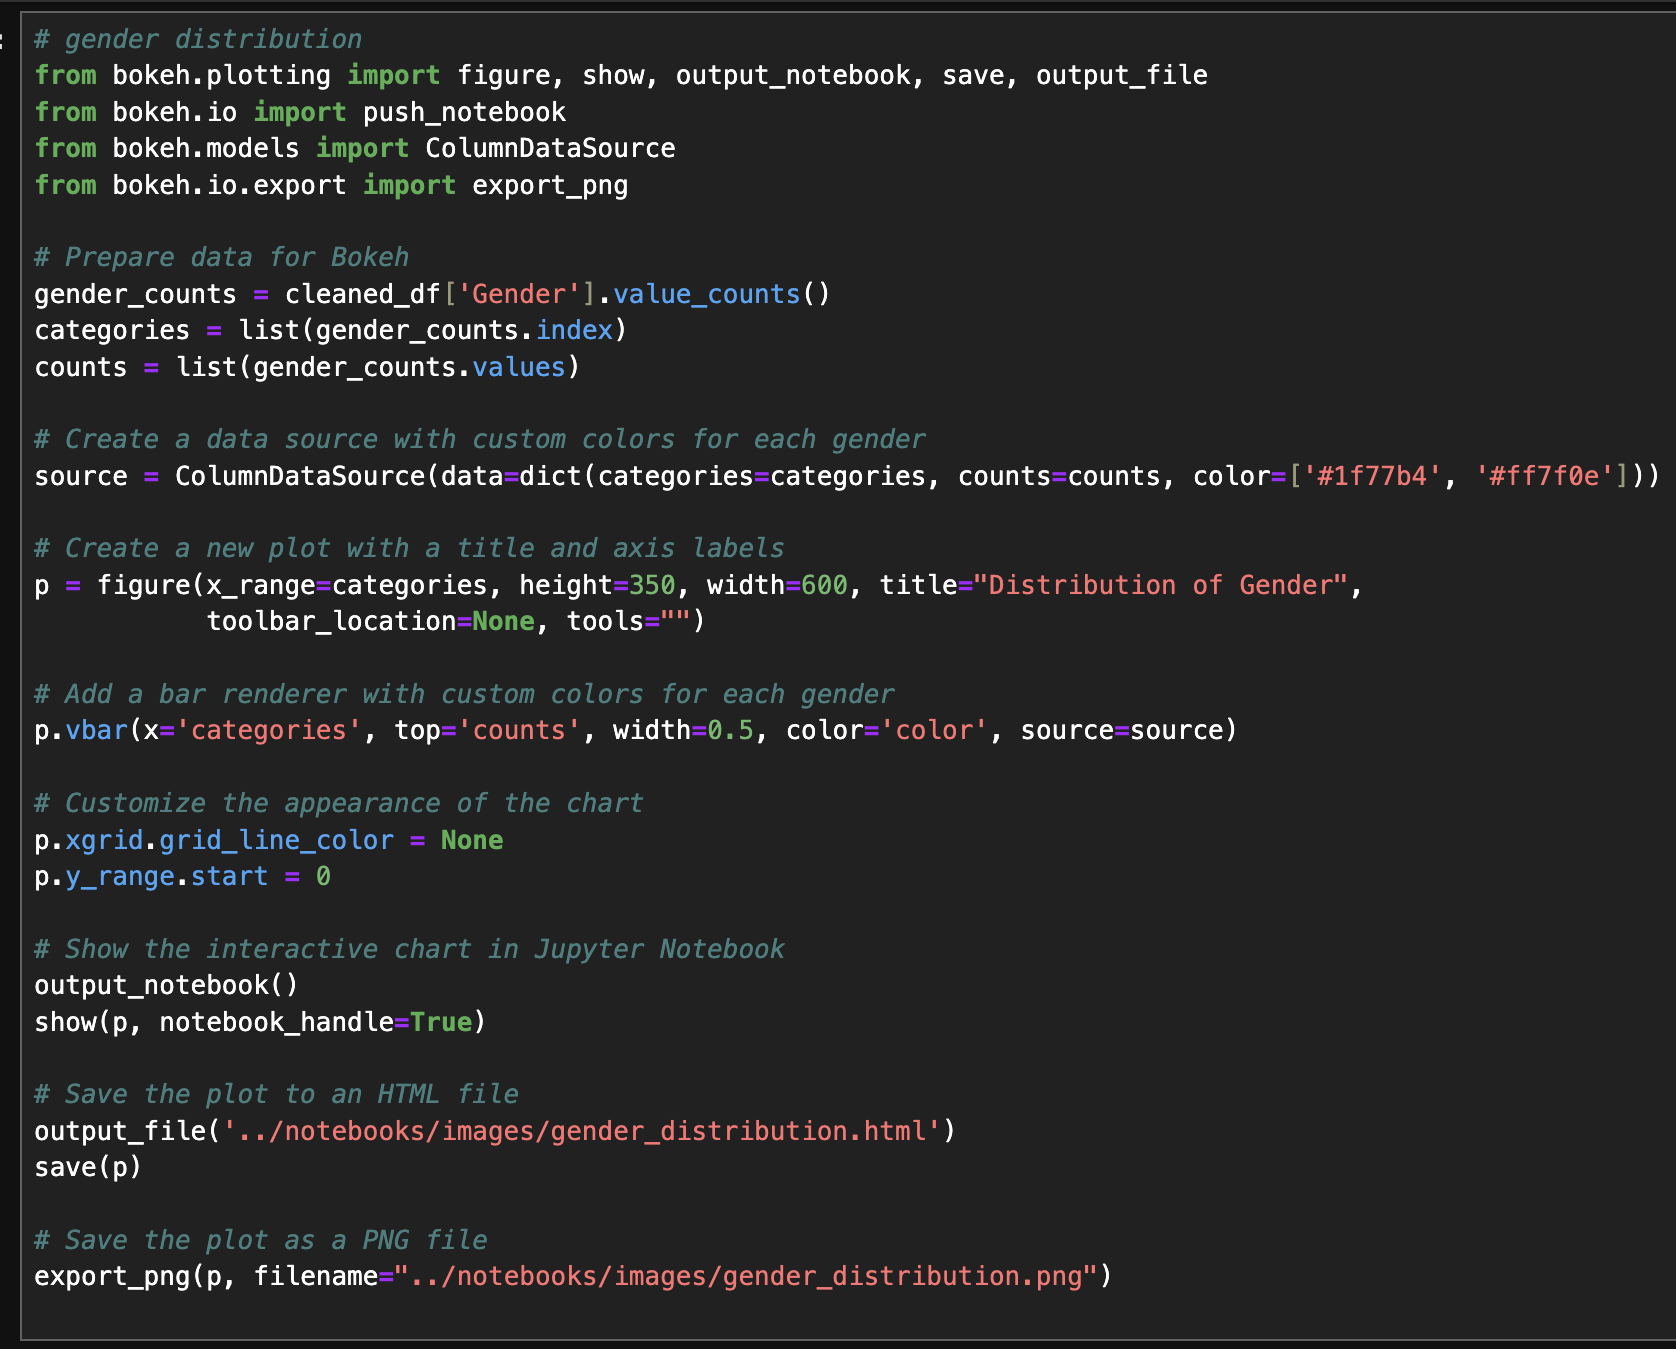 # gender distribution
from bokeh.plotting import figure, show, output_notebook, save, output_file
from bokeh.io import push_notebook
from bokeh.models import ColumnDataSource
from bokeh.io.export import export_png

# Prepare data for Bokeh
gender_counts = cleaned_df['Gender'].value_counts()
categories = list(gender_counts.index)
counts = list(gender_counts.values)

# Create a data source with custom colors for each gender
source = ColumnDataSource(data=dict(categories=categories, counts=counts, color=['#1f77b4', '#ff7f0e']))

# Create a new plot with a title and axis labels
p = figure(x_range=categories, height=350, width=600, title="Distribution of Gender",
           toolbar_location=None, tools="")

# Add a bar renderer with custom colors for each gender
p.vbar(x='categories', top='counts', width=0.5, color='color', source=source)

# Customize the appearance of the chart
p.xgrid.grid_line_color = None
p.y_range.start = 0

# Show the interactive chart in Jupyter Notebook
output_notebook()
show(p, notebook_handle=True)

# Save the plot to an HTML file
output_file('../notebooks/images/gender_distribution.html')
save(p)

# Save the plot as a PNG file
export_png(p, filename="../notebooks/images/gender_distribution.png")